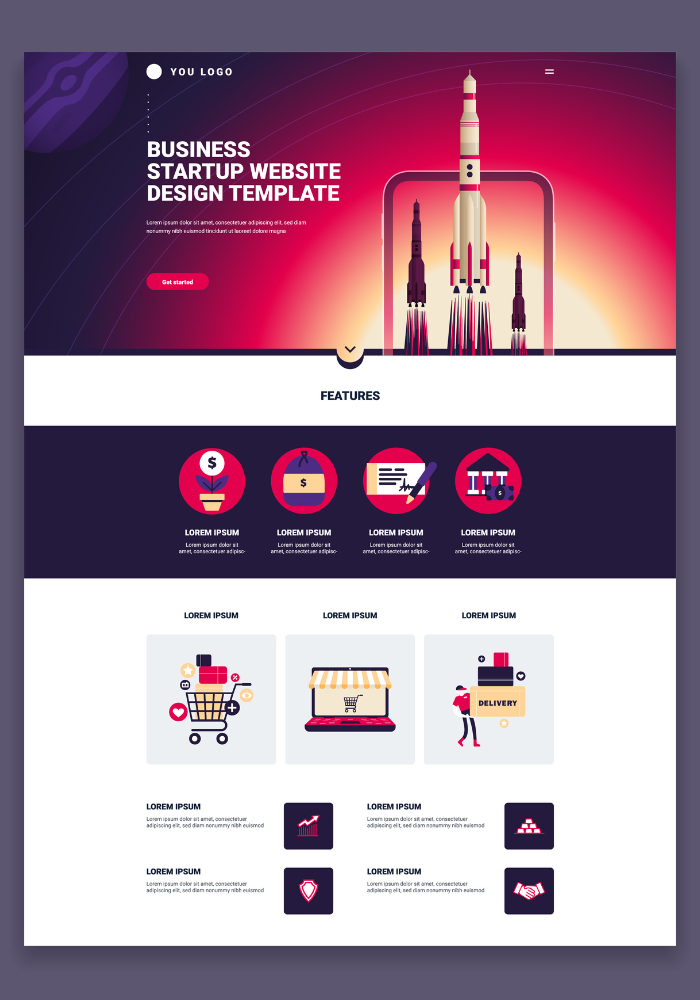 YOU LOGO
BUSINESS
STARTUP WEBSITE
DESIGN TEMPLATE
Lorem ipsum dolor sit amet, consectetuer adipiscing elit, sed diam
nonummy nibh euismod tincidunt ut laoreet dolore magna
Get started
FEATURES
$
$
$
LOREM IPSUM
Lorem ipsum dolor sit
amet, consectetuer adipisc-
LOREM IPSUM
Lorem ipsum dolor sit
amet, consectetuer adipisc-
LOREM IPSUM
Lorem ipsum dolor sit
amet, consectetuer adipisc-
LOREM IPSUM
Lorem ipsum dolor sit
amet, consectetuer adipisc-
LOREM IPSUM
LOREM IPSUM
LOREM IPSUM
%
DELIVERY
LOREM IPSUM
Lorem ipsum dolor sit amet, consectetuer
adipiscing elit, sed diam nonummy nibh euismod
LOREM IPSUM
Lorem ipsum dolor sit amet, consectetuer
adipiscing elit, sed diam nonummy nibh euismod
LOREM IPSUM
Lorem ipsum dolor sit amet, consectetuer
adipiscing elit, sed diam nonummy nibh euismod
LOREM IPSUM
Lorem ipsum dolor sit amet, consectetuer
adipiscing elit, sed diam nonummy nibh euismod